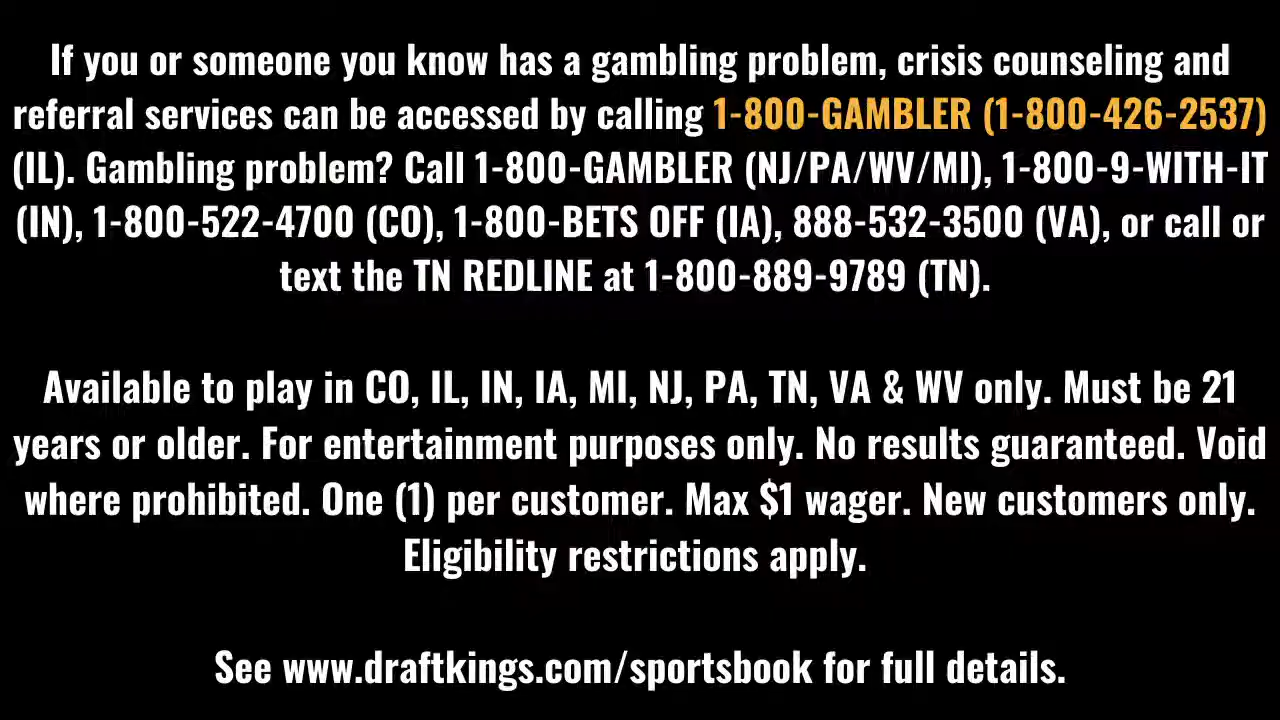 If you or someone you know has a gambling problem, crisis counseling and
referral services can be accessed by calling 1-800-GAMBLER (1-800-426-2537)
(IL). Gambling problem? Call 1-800-GAMBLER (NJ/PA/WV/MI), 1-800-9-WITH-IT
(IN), 1-800-522-4700 (CO), 1-800-BETS OFF (IA), 888-532-3500 (VA), or call or
text the TN REDLINE at 1-800-889-9789 (TN).
Available to play in CO, IL, IN, IA, MI, NJ, PA, TN, VA & WV only. Must be 21
years or older. For entertainment purposes only. No results guaranteed. Void
where prohibited. One (1) per customer. Max $1 wager. New customers only.
Eligibility restrictions apply.
See www.draftkings.com/sportsbook for full details.